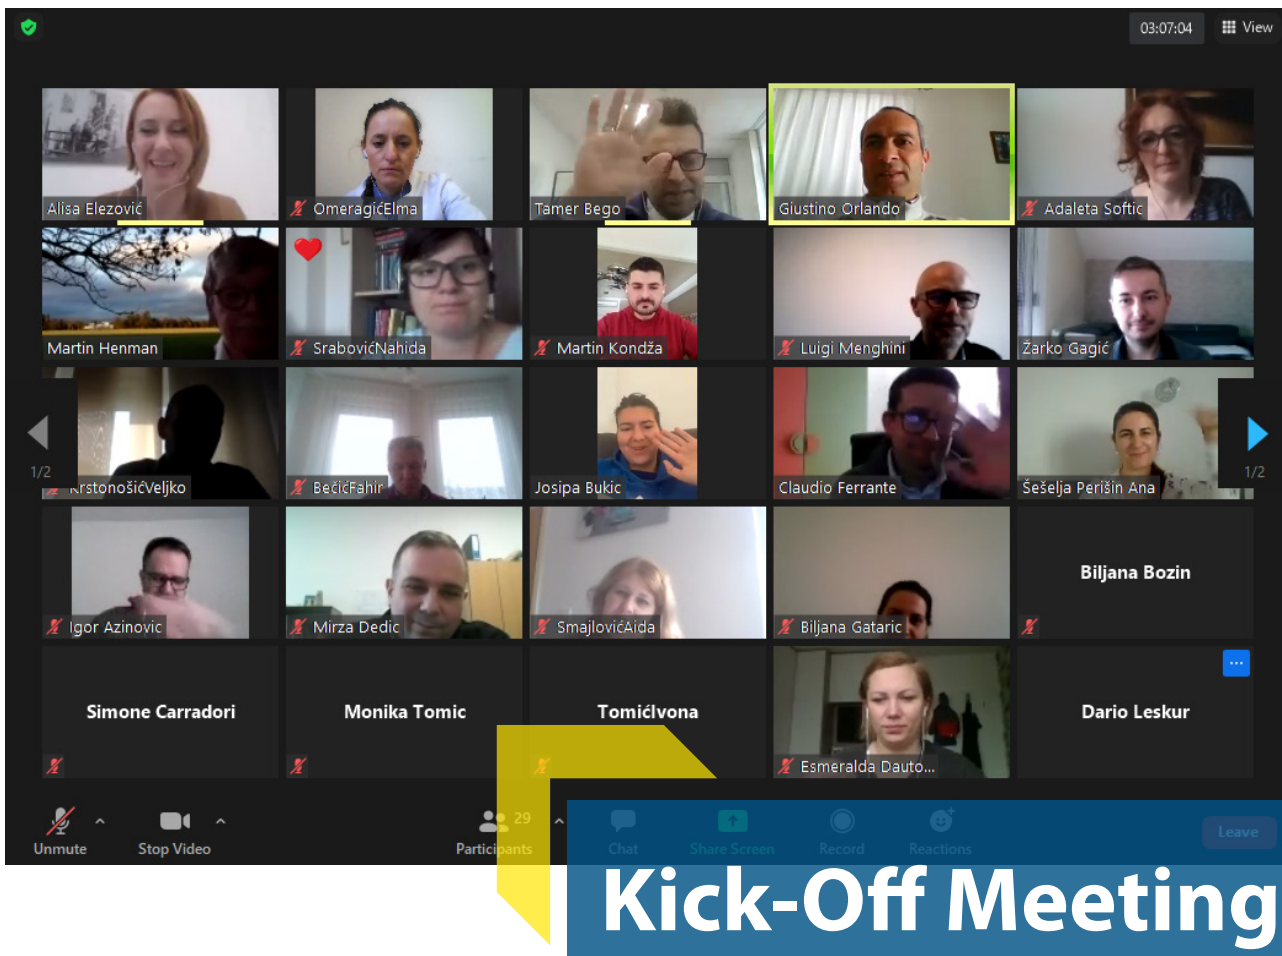 03:07:04
View
Alisa Elezović
OmeragićElma
Tamer Bego
Giustino Orlando
Adaleta Softic
Martin Henman
SrabovićNahida
Martin Kondža
Luigi Menghini
Žarko Gagić
1/2
KrstonošićVeljko
BečićFahir
Josipa Bukic
Claudio Ferrante
Šešelja Perišin Ana
1/2
Igor Azinovic
Mirza Dedic
SmajlovićAida
Biljana Gataric
Biljana Bozin
Simone Carradori
Monika Tomic
TomićIvona
Esmeralda Dauto...
Dario Leskur
Unmute
Stop Video
29
Participants
Chat
Share Screen
Record
Reactions
Leave
Kick-Off Meeting